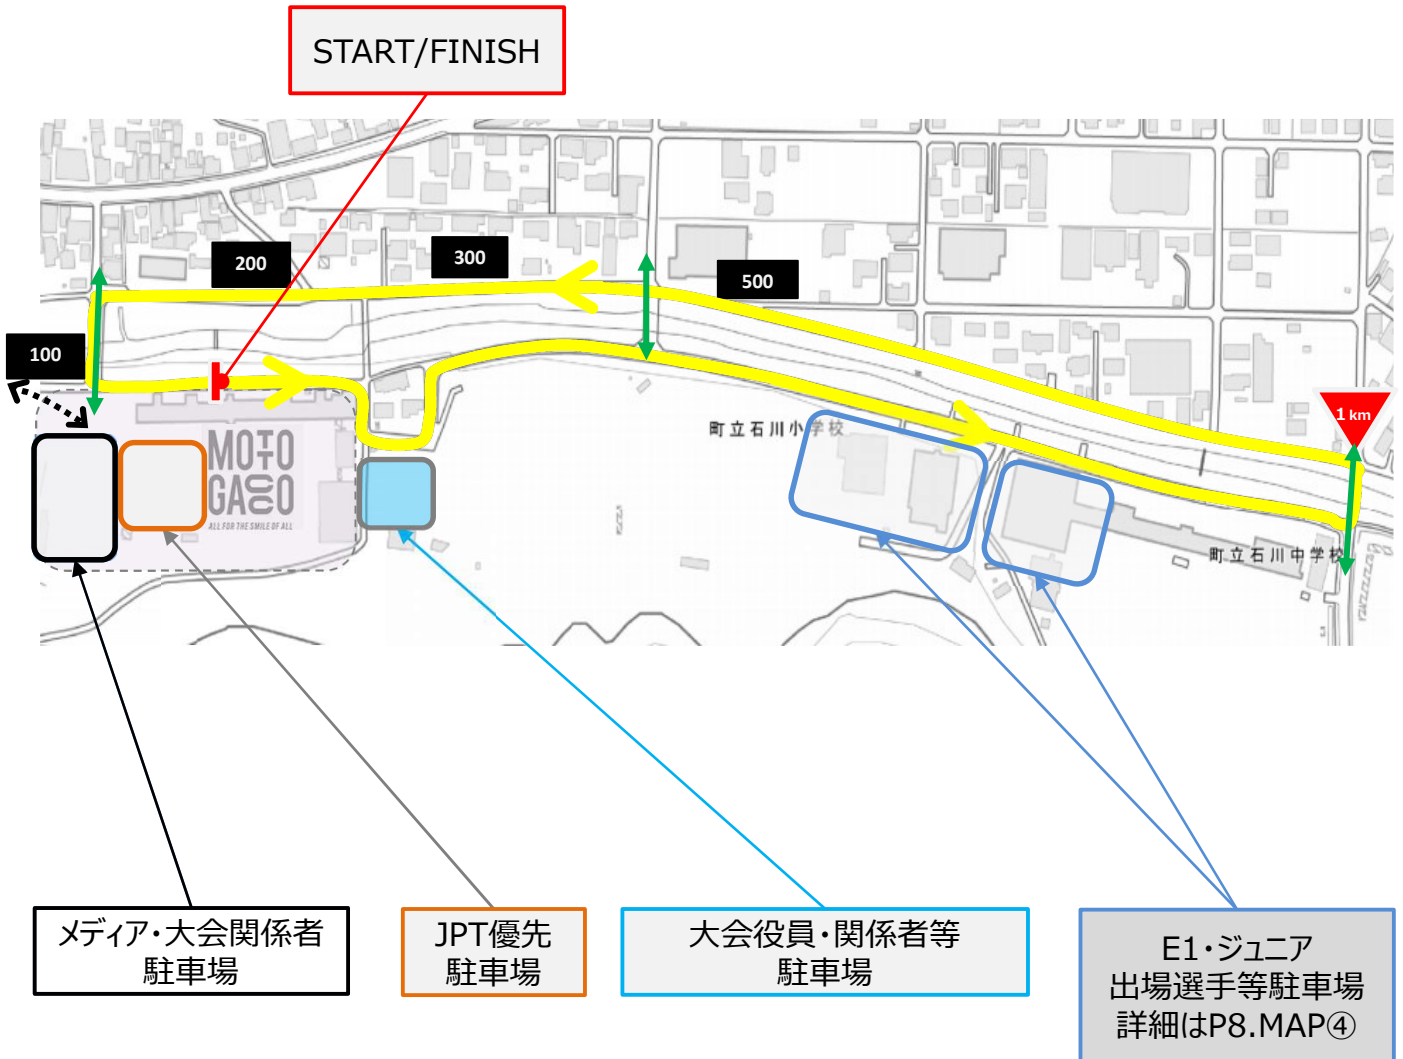 START/FINISH
200
300
500
100
1 km
町立石川小学校
MOTO
GACCO
ALL FOR THE SMILE OF ALL
町立石川中学校
メディア・大会関係者
駐車場
JPT優先
駐車場
大会役員・関係者等
駐車場
E1・ジュニア
出場選手等駐車場
詳細はP8.MAP④